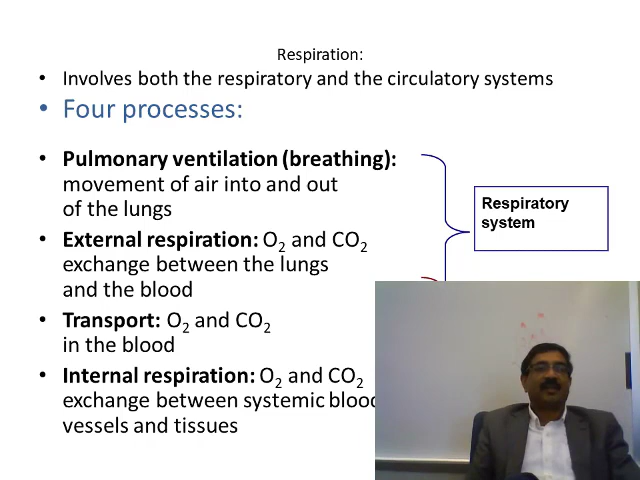 Respiration:
• Involves both the respiratory and the circulatory systems
• Four processes:
• Pulmonary ventilation (breathing):
movement of air into and out
of the lungs
• External respiration: O₂ and CO₂
exchange between the lungs
and the blood
• Transport: O₂ and CO₂
in the blood
• Internal respiration: O₂ and CO₂
exchange between systemic blood
vessels and tissues
Respiratory
system